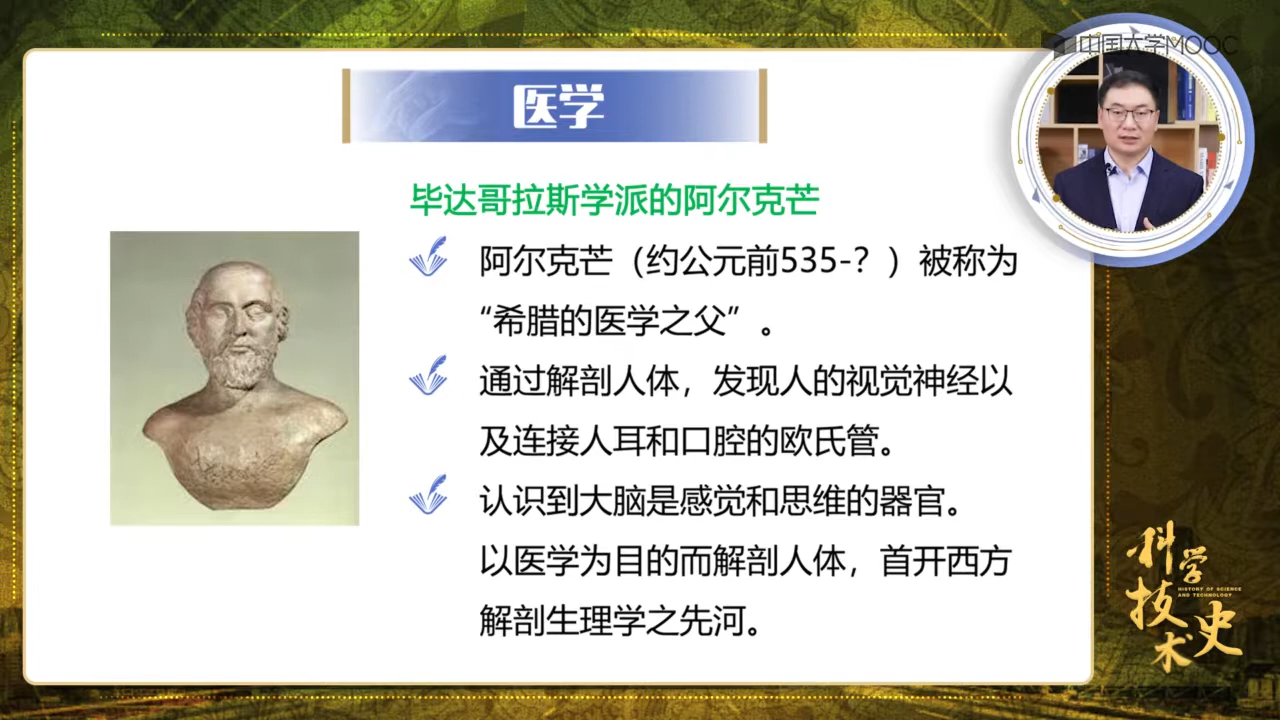 中国大学MOOC
医学
毕达哥拉斯学派的阿尔克芒
阿尔克芒（约公元前535-？）被称为
“希腊的医学之父”。
通过解剖人体，发现人的视觉神经以
及连接人耳和口腔的欧氏管。
认识到大脑是感觉和思维的器官。
以医学为目的而解剖人体，首开西方
解剖生理学之先河。
科学
技术史
HISTORY OF SCIENCE
AND TECHNOLOGY